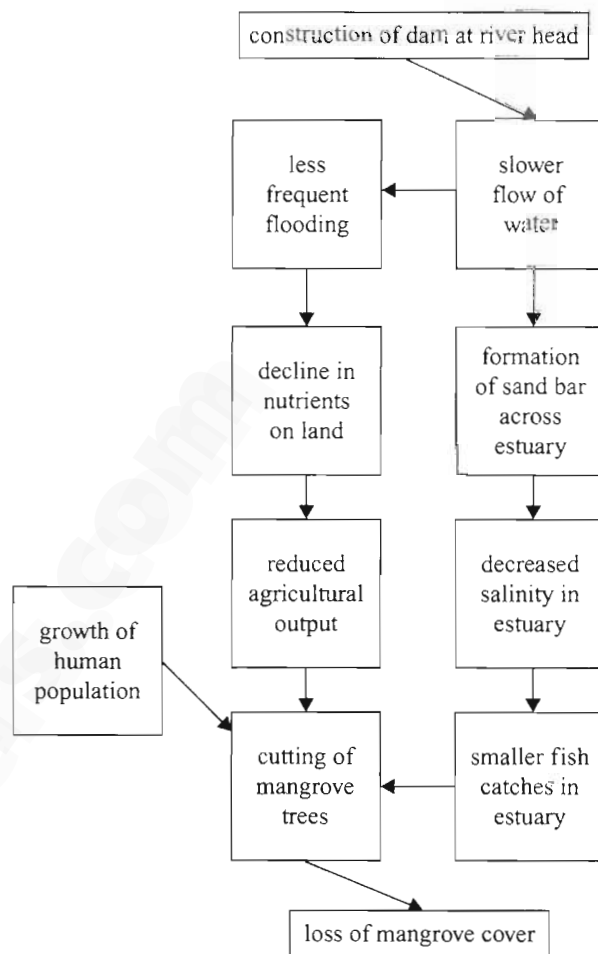 construction of dam at river head
less
frequent
flooding
slower
flow of
water
decline in
nutrients
on land
formation
of sand bar
across
estuary
reduced
agricultural
output
decreased
salinity in
estuary
growth of
human
population
cutting of
mangrove
trees
smaller fish
catches in
estuary
loss of mangrove cover